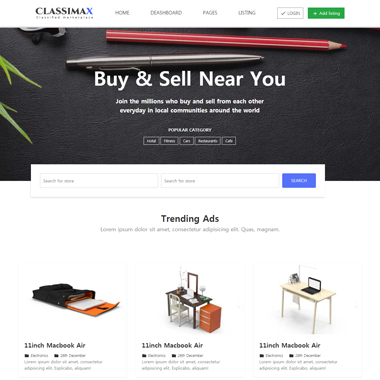 CLASSIMAX
Classified marketplace
HOME
DEASHBOARD
PAGES
LISTING
LOGIN
+ Add listing
Buy & Sell Near You
Join the millions who buy and sell from each other
everyday in local communities around the world
POPULAR CATEGORY
Hotel
Fitness
Cars
Restaurants
Cafe
Search for store
Search for store
SEARCH
Trending Ads
Lorem ipsum dolor sit amet, consectetur adipisicing elit. Quas, magnam.
11inch Macbook Air
Electronics
26th December
Lorem ipsum dolor sit amet, consectetur
adipisicing elit. Explicabo, aliquam!
11inch Macbook Air
Electronics
26th December
Lorem ipsum dolor sit amet, consectetur
adipisicing elit. Explicabo, aliquam!
11inch Macbook Air
Electronics
26th December
Lorem ipsum dolor sit amet, consectetur
adipisicing elit. Explicabo, aliquam!